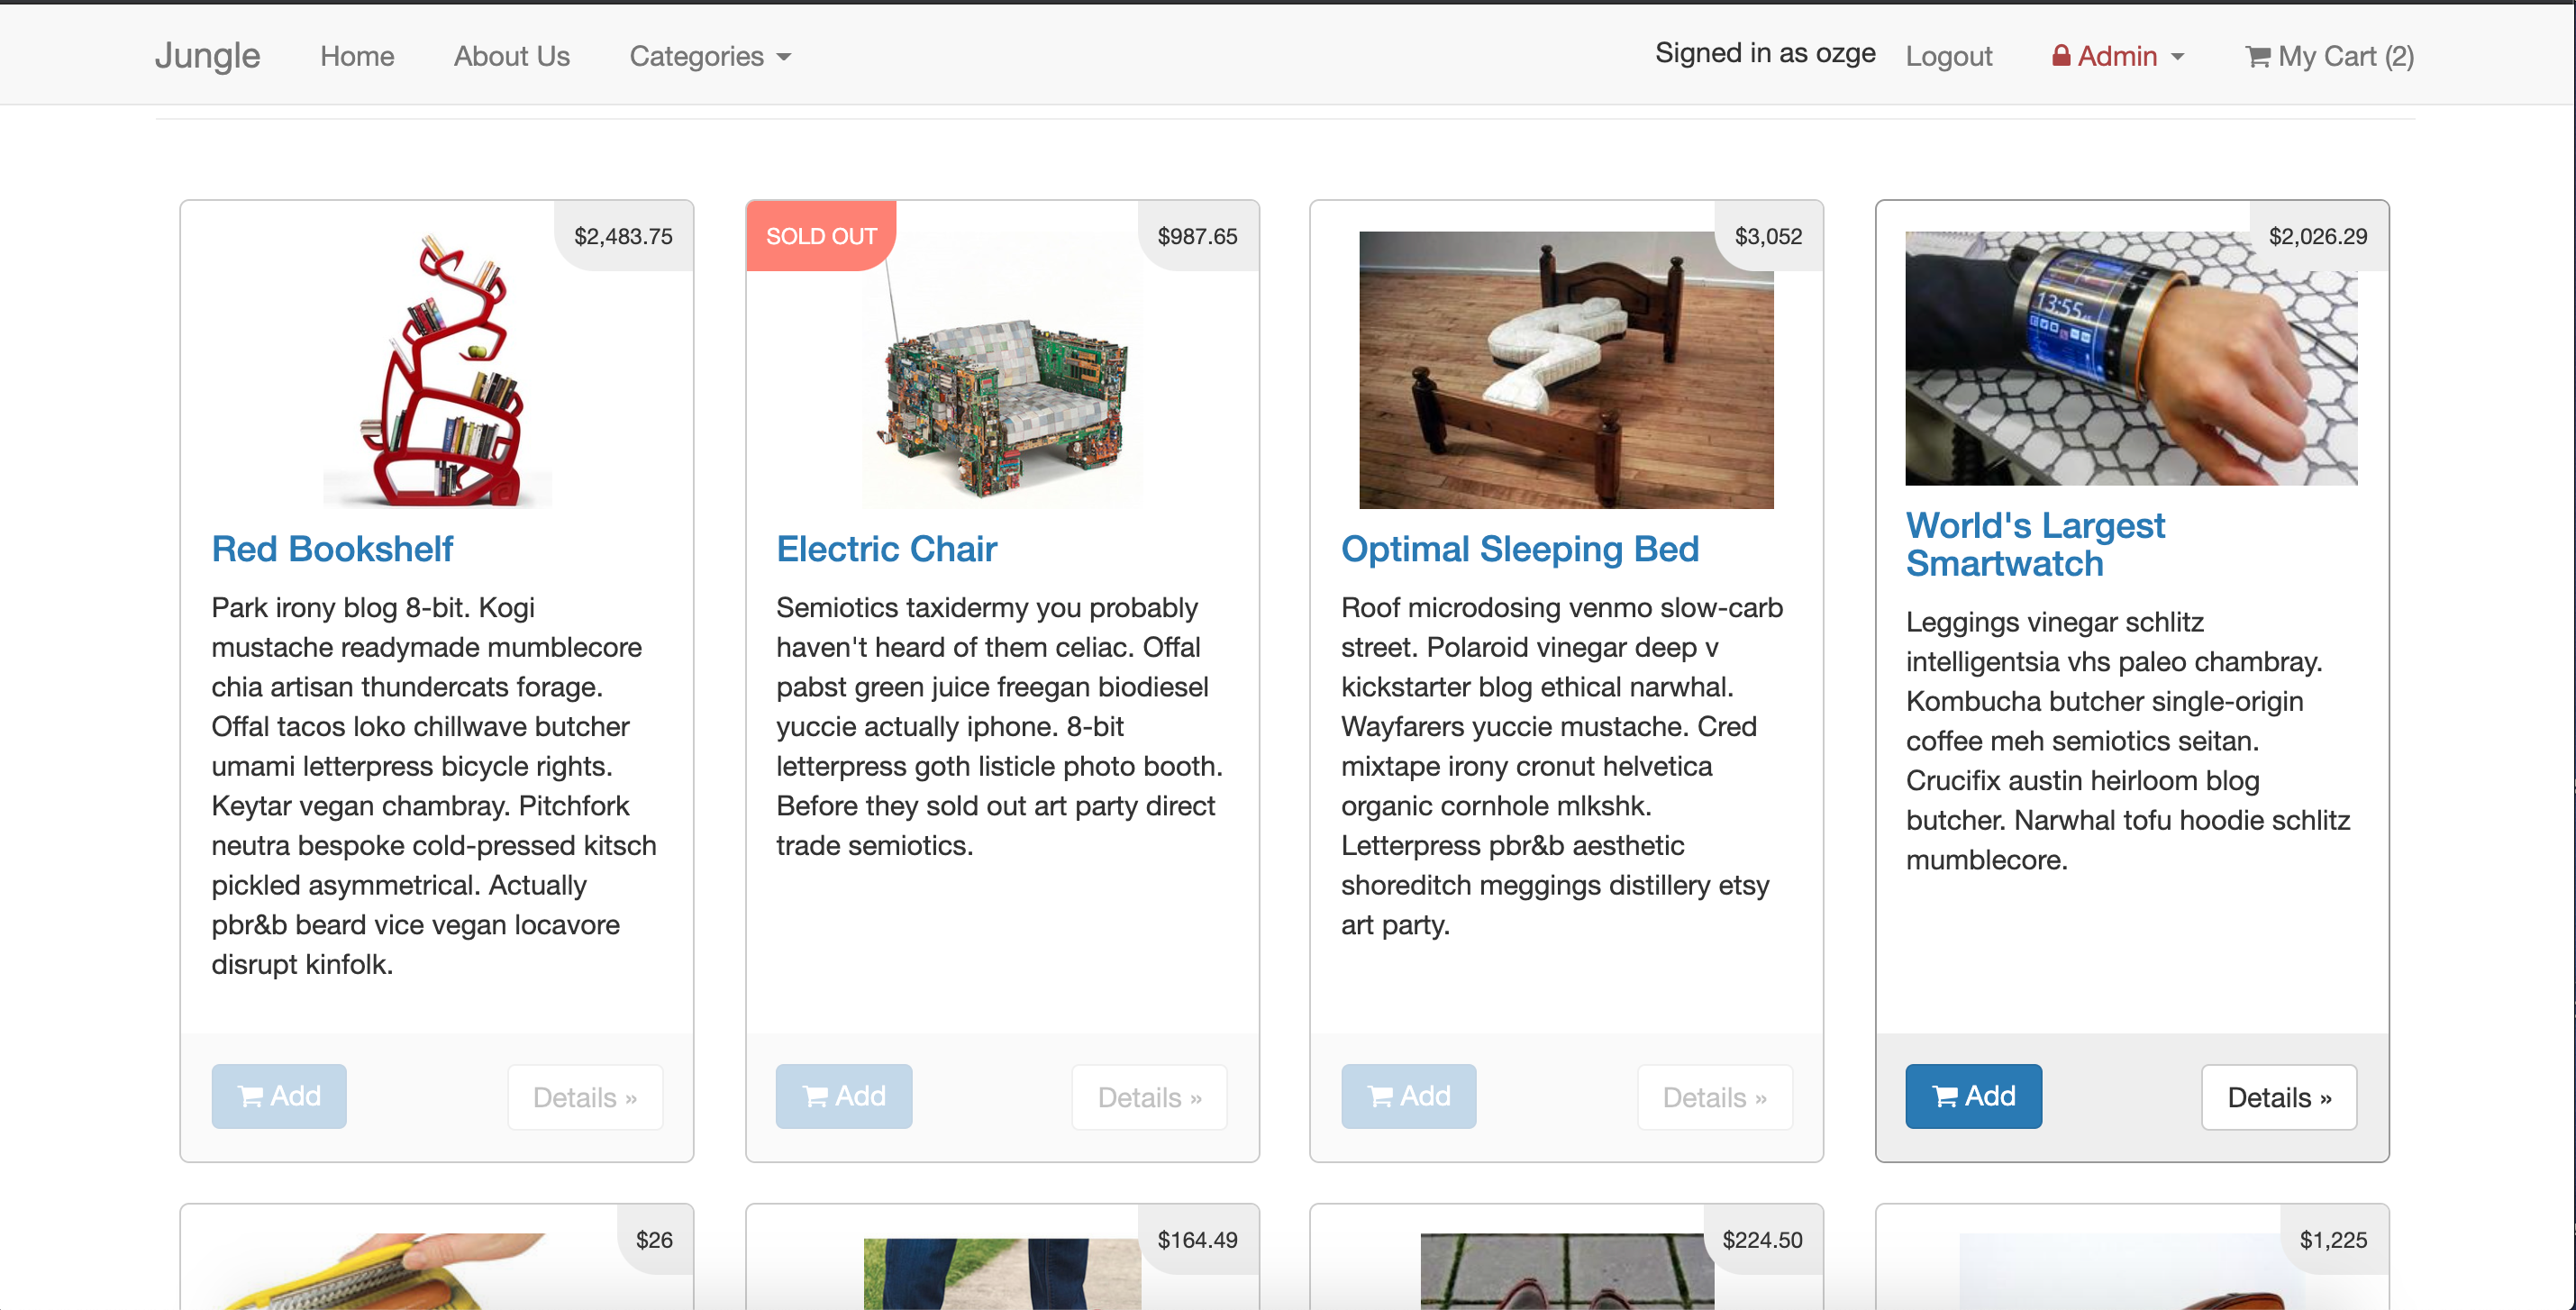 Jungle Home About Us Categories Signed in as ozge Logout Admin My Cart (2)
$2,483.75
Red Bookshelf
Park irony blog 8-bit. Kogi
mustache readymade mumblecore
chia artisan thundercats forage.
Offal tacos loko chillwave butcher
umami letterpress bicycle rights.
Keytar vegan chambray. Pitchfork
neutra bespoke cold-pressed kitsch
pickled asymmetrical. Actually
pbr&b beard vice vegan locavore
disrupt kinfolk.
Add Details »
SOLD OUT $987.65
Electric Chair
Semiotics taxidermy you probably
haven't heard of them celiac. Offal
pabst green juice freegan biodiesel
yuccie actually iphone. 8-bit
letterpress goth listicle photo booth.
Before they sold out art party direct
trade semiotics.
Add Details »
$3,052
Optimal Sleeping Bed
Roof microdosing venmo slow-carb
street. Polaroid vinegar deep v
kickstarter blog ethical narwhal.
Wayfarers yuccie mustache. Cred
mixtape irony cronut helvetica
organic cornhole mlkshk.
Letterpress pbr&b aesthetic
shoreditch meggings distillery etsy
art party.
Add Details »
$2,026.29
13:55
World's Largest
Smartwatch
Leggings vinegar schlitz
intelligentsia vhs paleo chambray.
Kombucha butcher single-origin
coffee meh semiotics seitan.
Crucifix austin heirloom blog
butcher. Narwhal tofu hoodie schlitz
mumblecore.
Add Details »
$26
$164.49
$224.50
$1,225